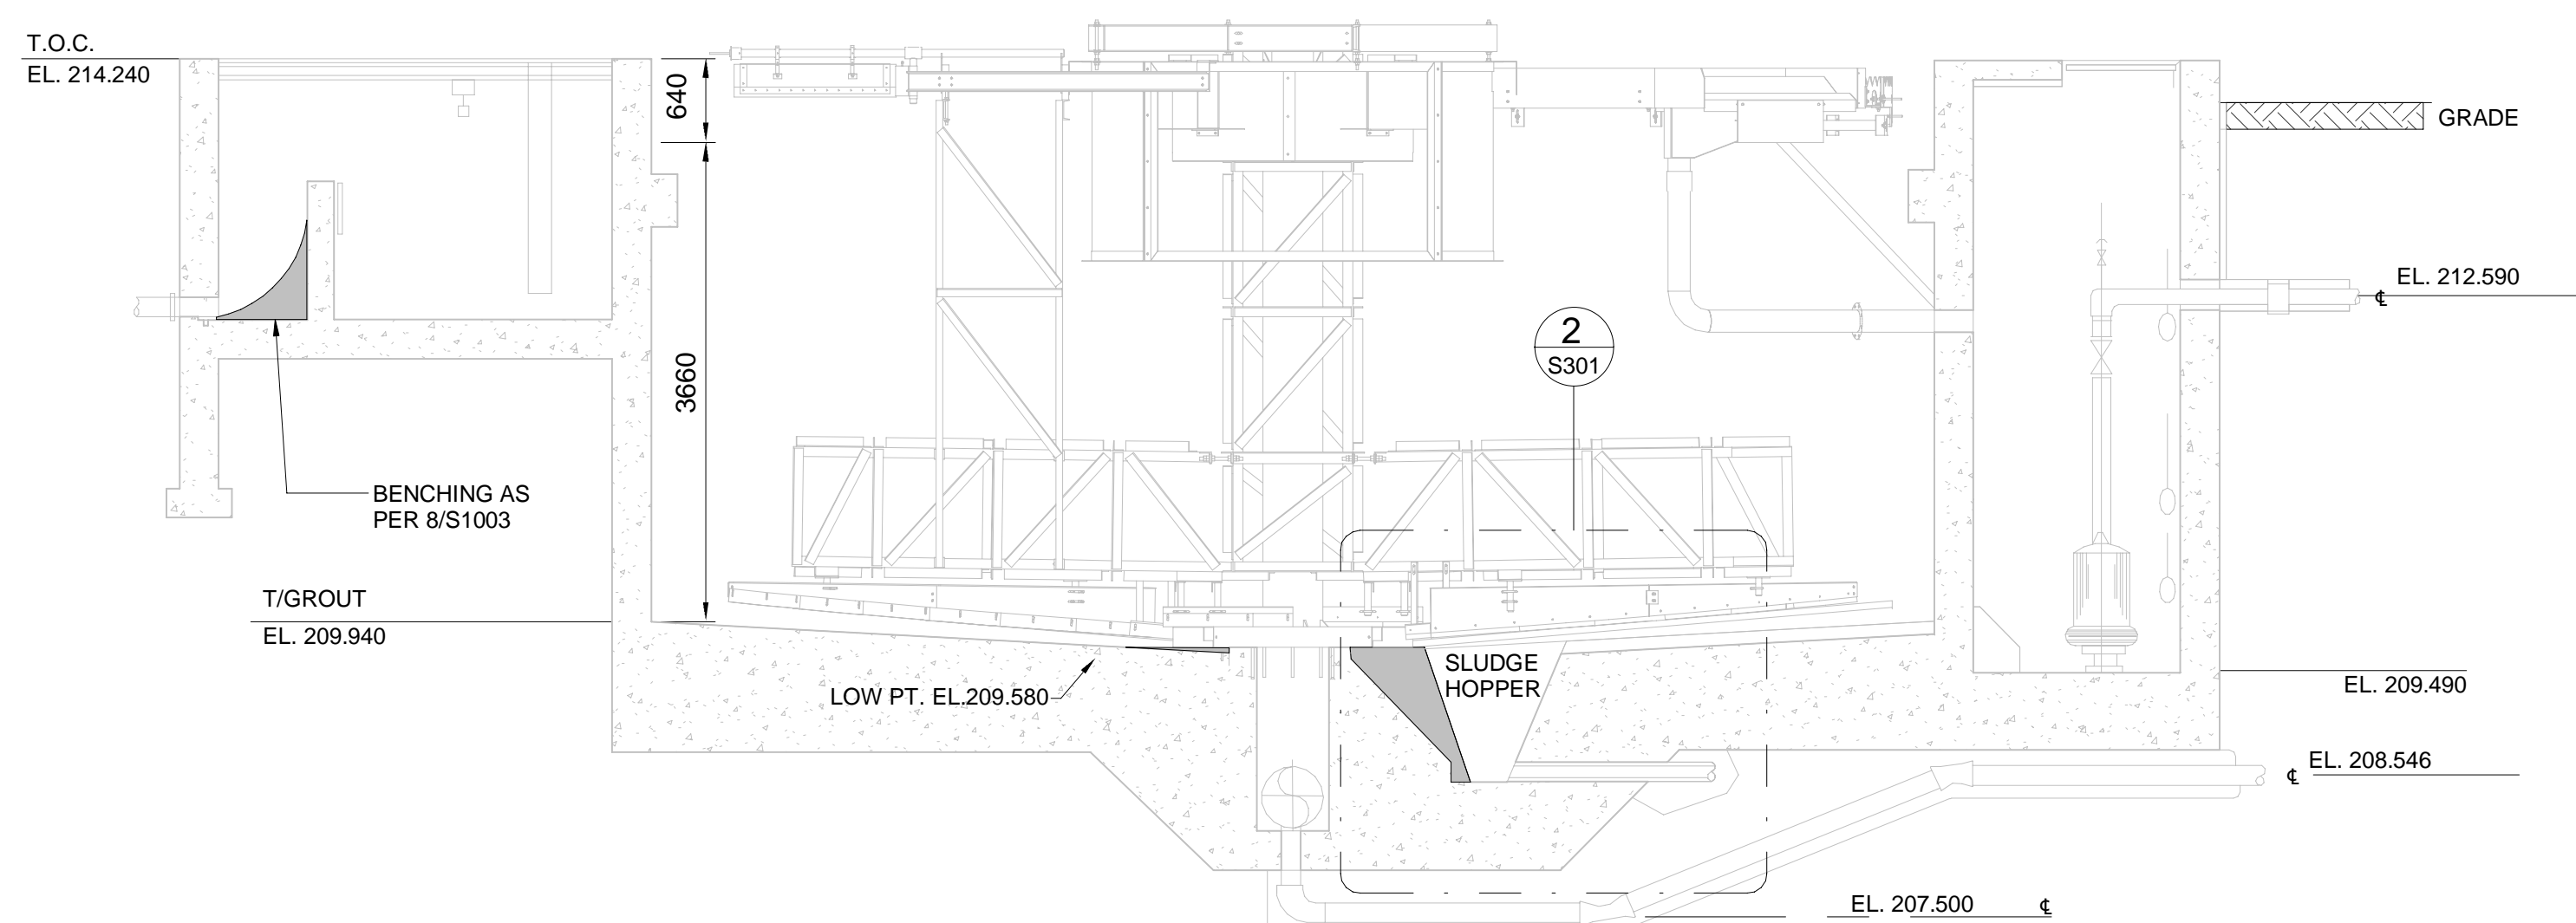 T.O.C.
EL. 214.240
640
GRADE
EL. 212.590
℄
2
S301
3660
BENCHING AS
PER 8/S1003
T/GROUT
EL. 209.940
SLUDGE
HOPPER
LOW PT. EL.209.580
EL. 209.490
EL. 208.546
℄
EL. 207.500 ℄